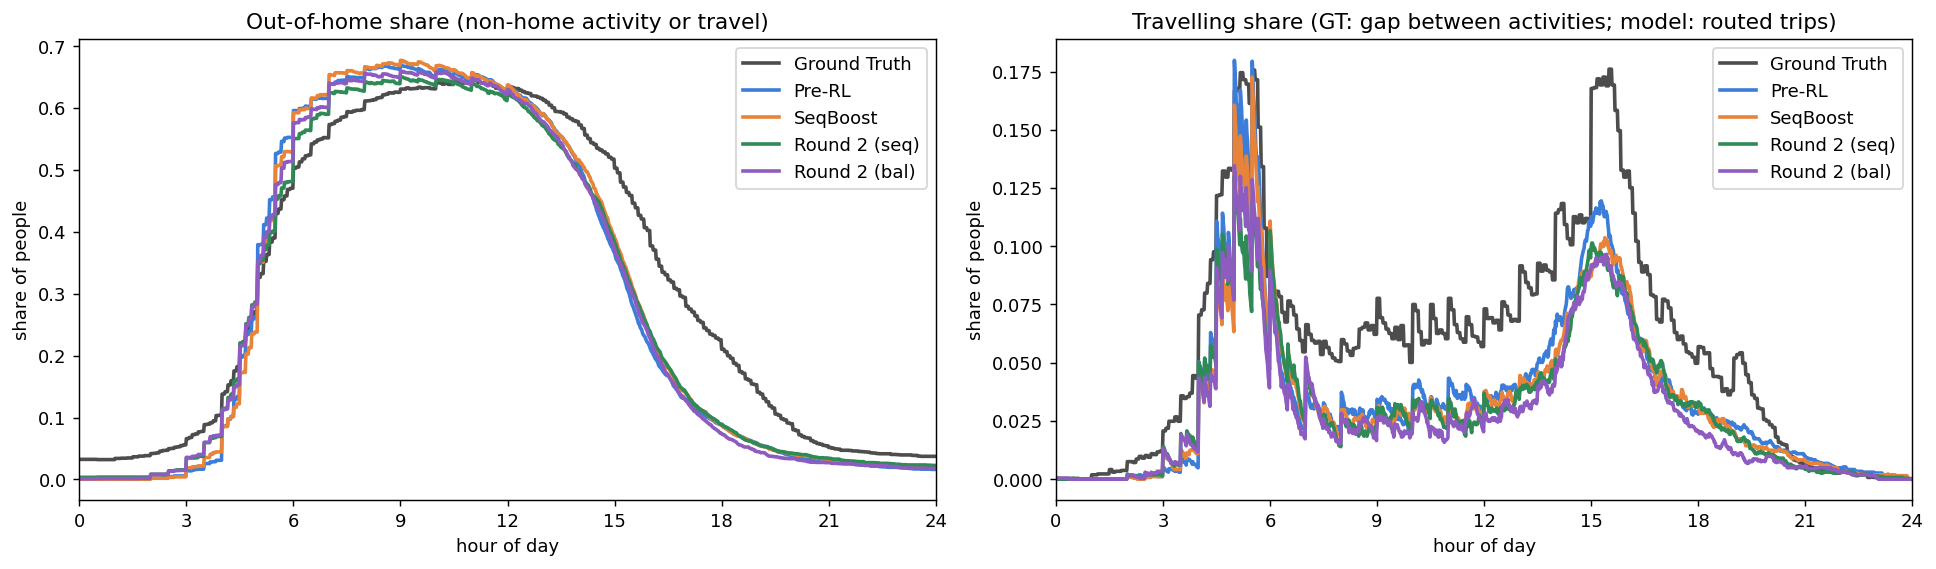 Out-of-home share (non-home activity or travel)
share of people
0.7
0.6
0.5
0.4
0.3
0.2
0.1
0.0
Ground Truth
Pre-RL
SeqBoost
Round 2 (seq)
Round 2 (bal)
0 3 6 9 12 15 18 21 24
hour of day
Travelling share (GT: gap between activities; model: routed trips)
share of people
0.175
0.150
0.125
0.100
0.075
0.050
0.025
0.000
Ground Truth
Pre-RL
SeqBoost
Round 2 (seq)
Round 2 (bal)
0 3 6 9 12 15 18 21 24
hour of day